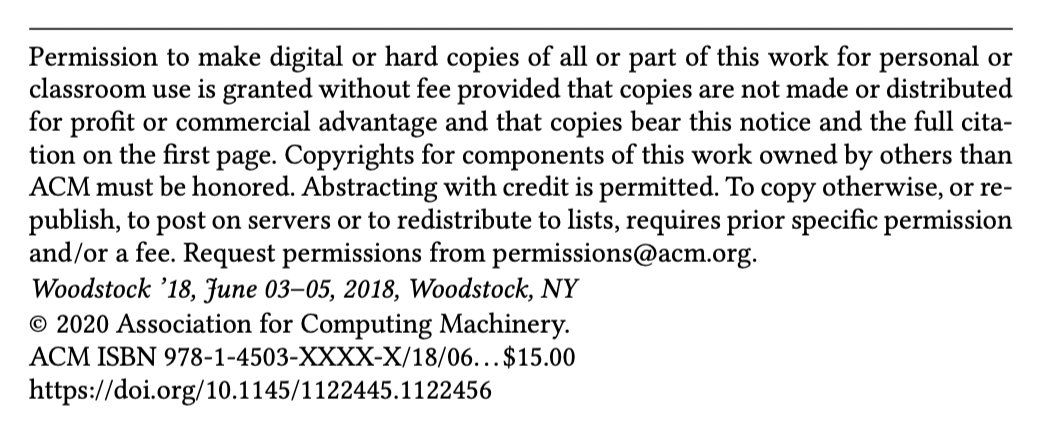 Permission to make digital or hard copies of all or part of this work for personal or
classroom use is granted without fee provided that copies are not made or distributed
for profit or commercial advantage and that copies bear this notice and the full cita-
tion on the first page. Copyrights for components of this work owned by others than
ACM must be honored. Abstracting with credit is permitted. To copy otherwise, or re-
publish, to post on servers or to redistribute to lists, requires prior specific permission
and/or a fee. Request permissions from permissions@acm.org.
Woodstock ’18, June 03–05, 2018, Woodstock, NY
© 2020 Association for Computing Machinery.
ACM ISBN 978-1-4503-XXXX-X/18/06…$15.00
https://doi.org/10.1145/1122445.1122456